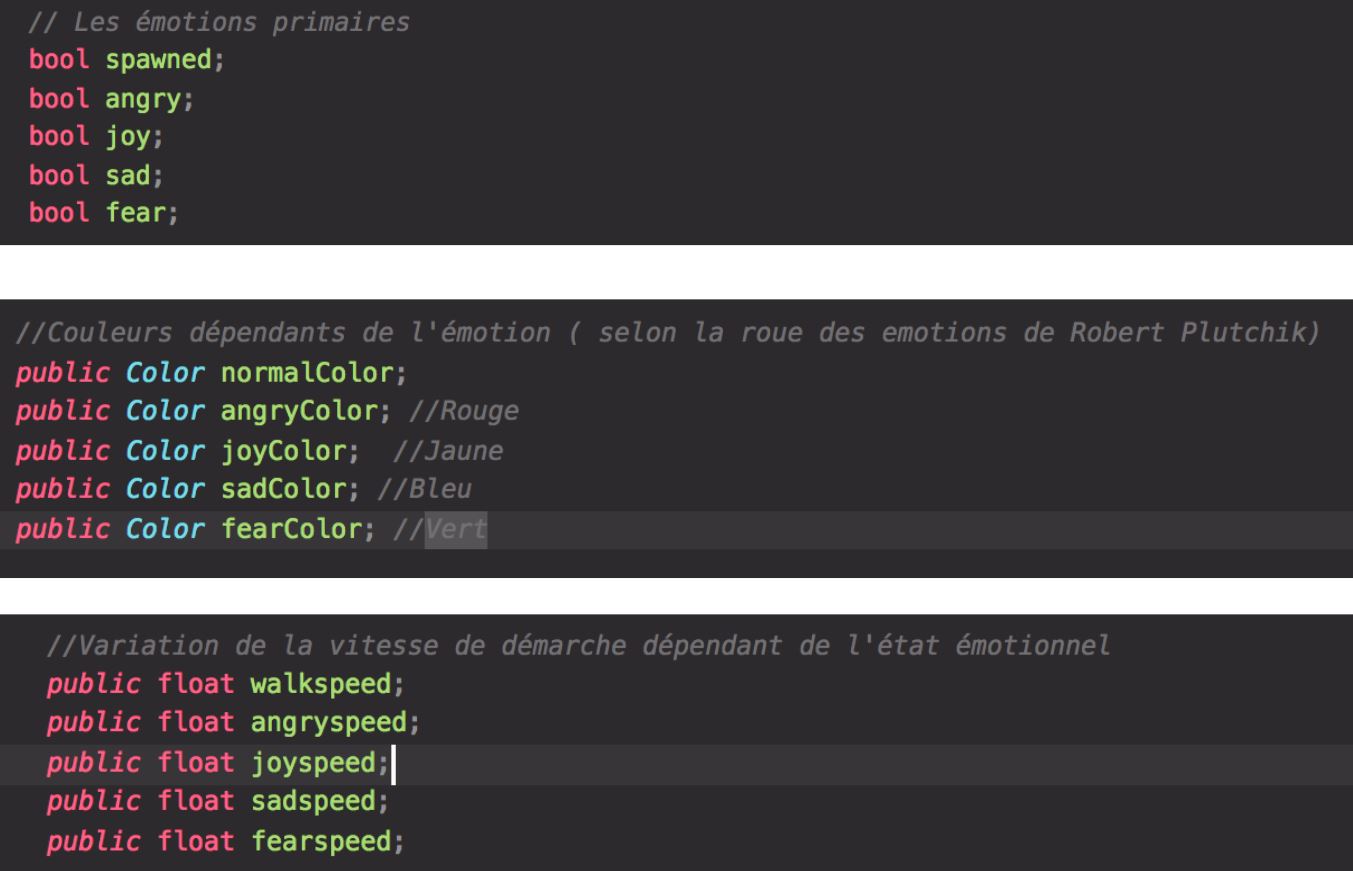 // Les émotions primaires
bool spawned;
bool angry;
bool joy;
bool sad;
bool fear;
//Couleurs dépendants de l'émotion ( selon la roue des emotions de Robert Plutchik)
public Color normalColor;
public Color angryColor; //Rouge
public Color joyColor;  //Jaune
public Color sadColor; //Bleu
public Color fearColor; //Vert
//Variation de la vitesse de démarche dépendant de l'état émotionnel
public float walkspeed;
public float angryspeed;
public float joyspeed;
public float sadspeed;
public float fearspeed;